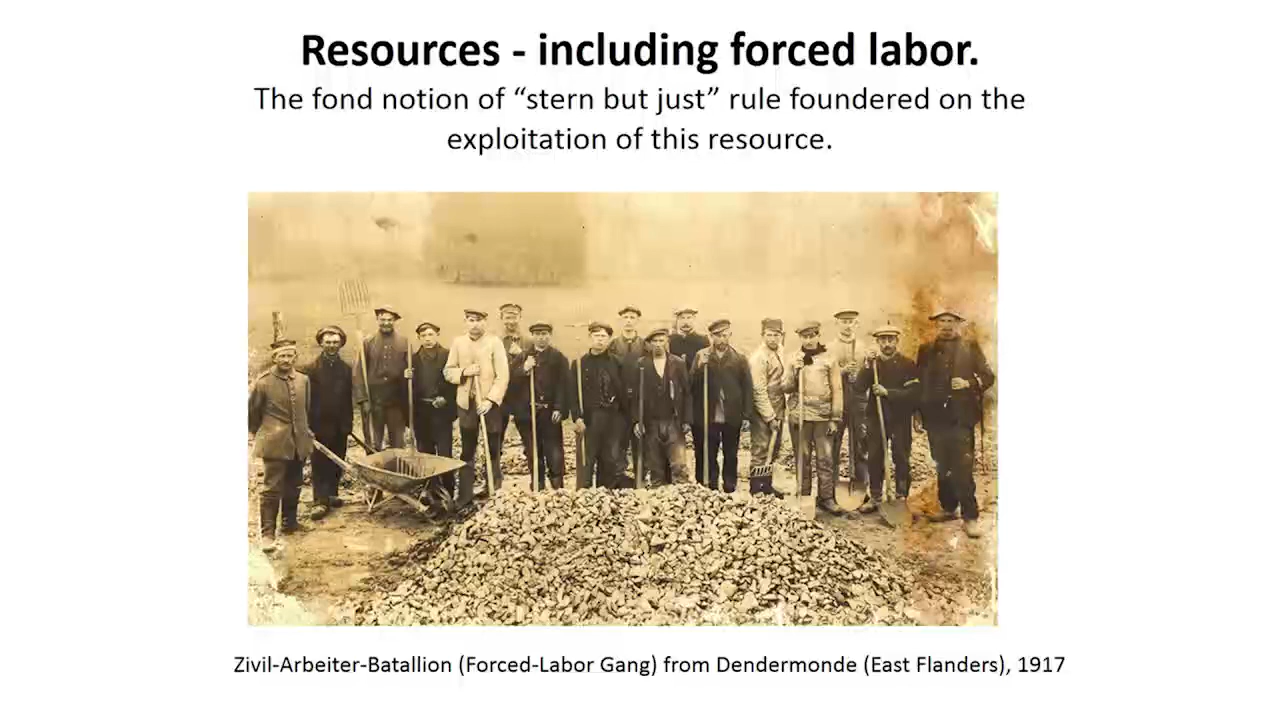 Resources - including forced labor.
The fond notion of “stern but just” rule foundered on the
exploitation of this resource.
Zivil-Arbeiter-Batallion (Forced-Labor Gang) from Dendermonde (East Flanders), 1917